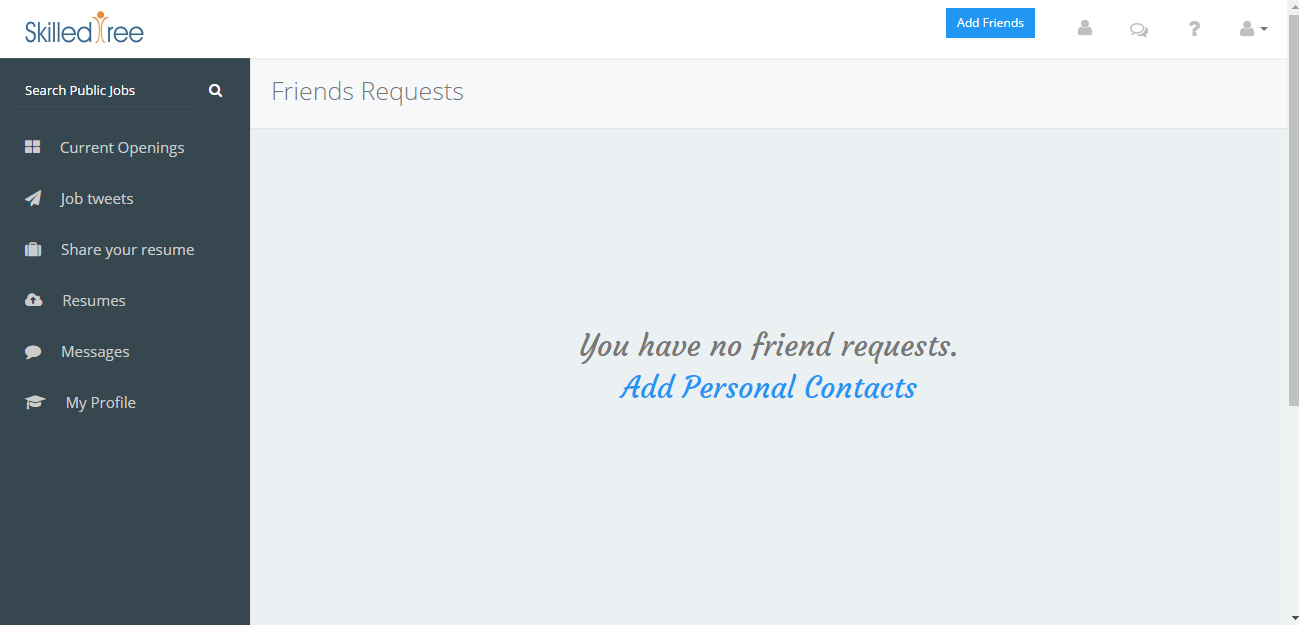 SkilledTree
Add Friends
Search Public Jobs
Friends Requests
Current Openings
Job tweets
Share your resume
Resumes
Messages
My Profile
You have no friend requests.
Add Personal Contacts